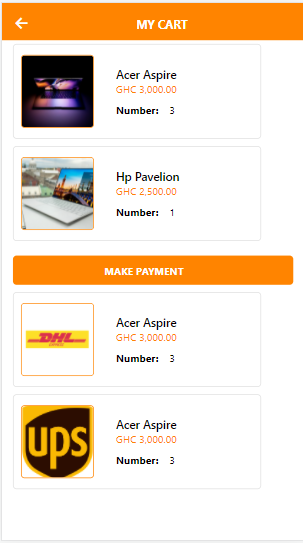 MY CART
Acer Aspire
GHC 3.000.00
Number: 3
Hp Pavelion
GHC 2,500.00
Number: 1
MAKE PAYMENT
DHL
Acer Aspire
GHC 3.000.00
Number: 3
ups
Acer Aspire
GHC 3.000.00
Number: 3